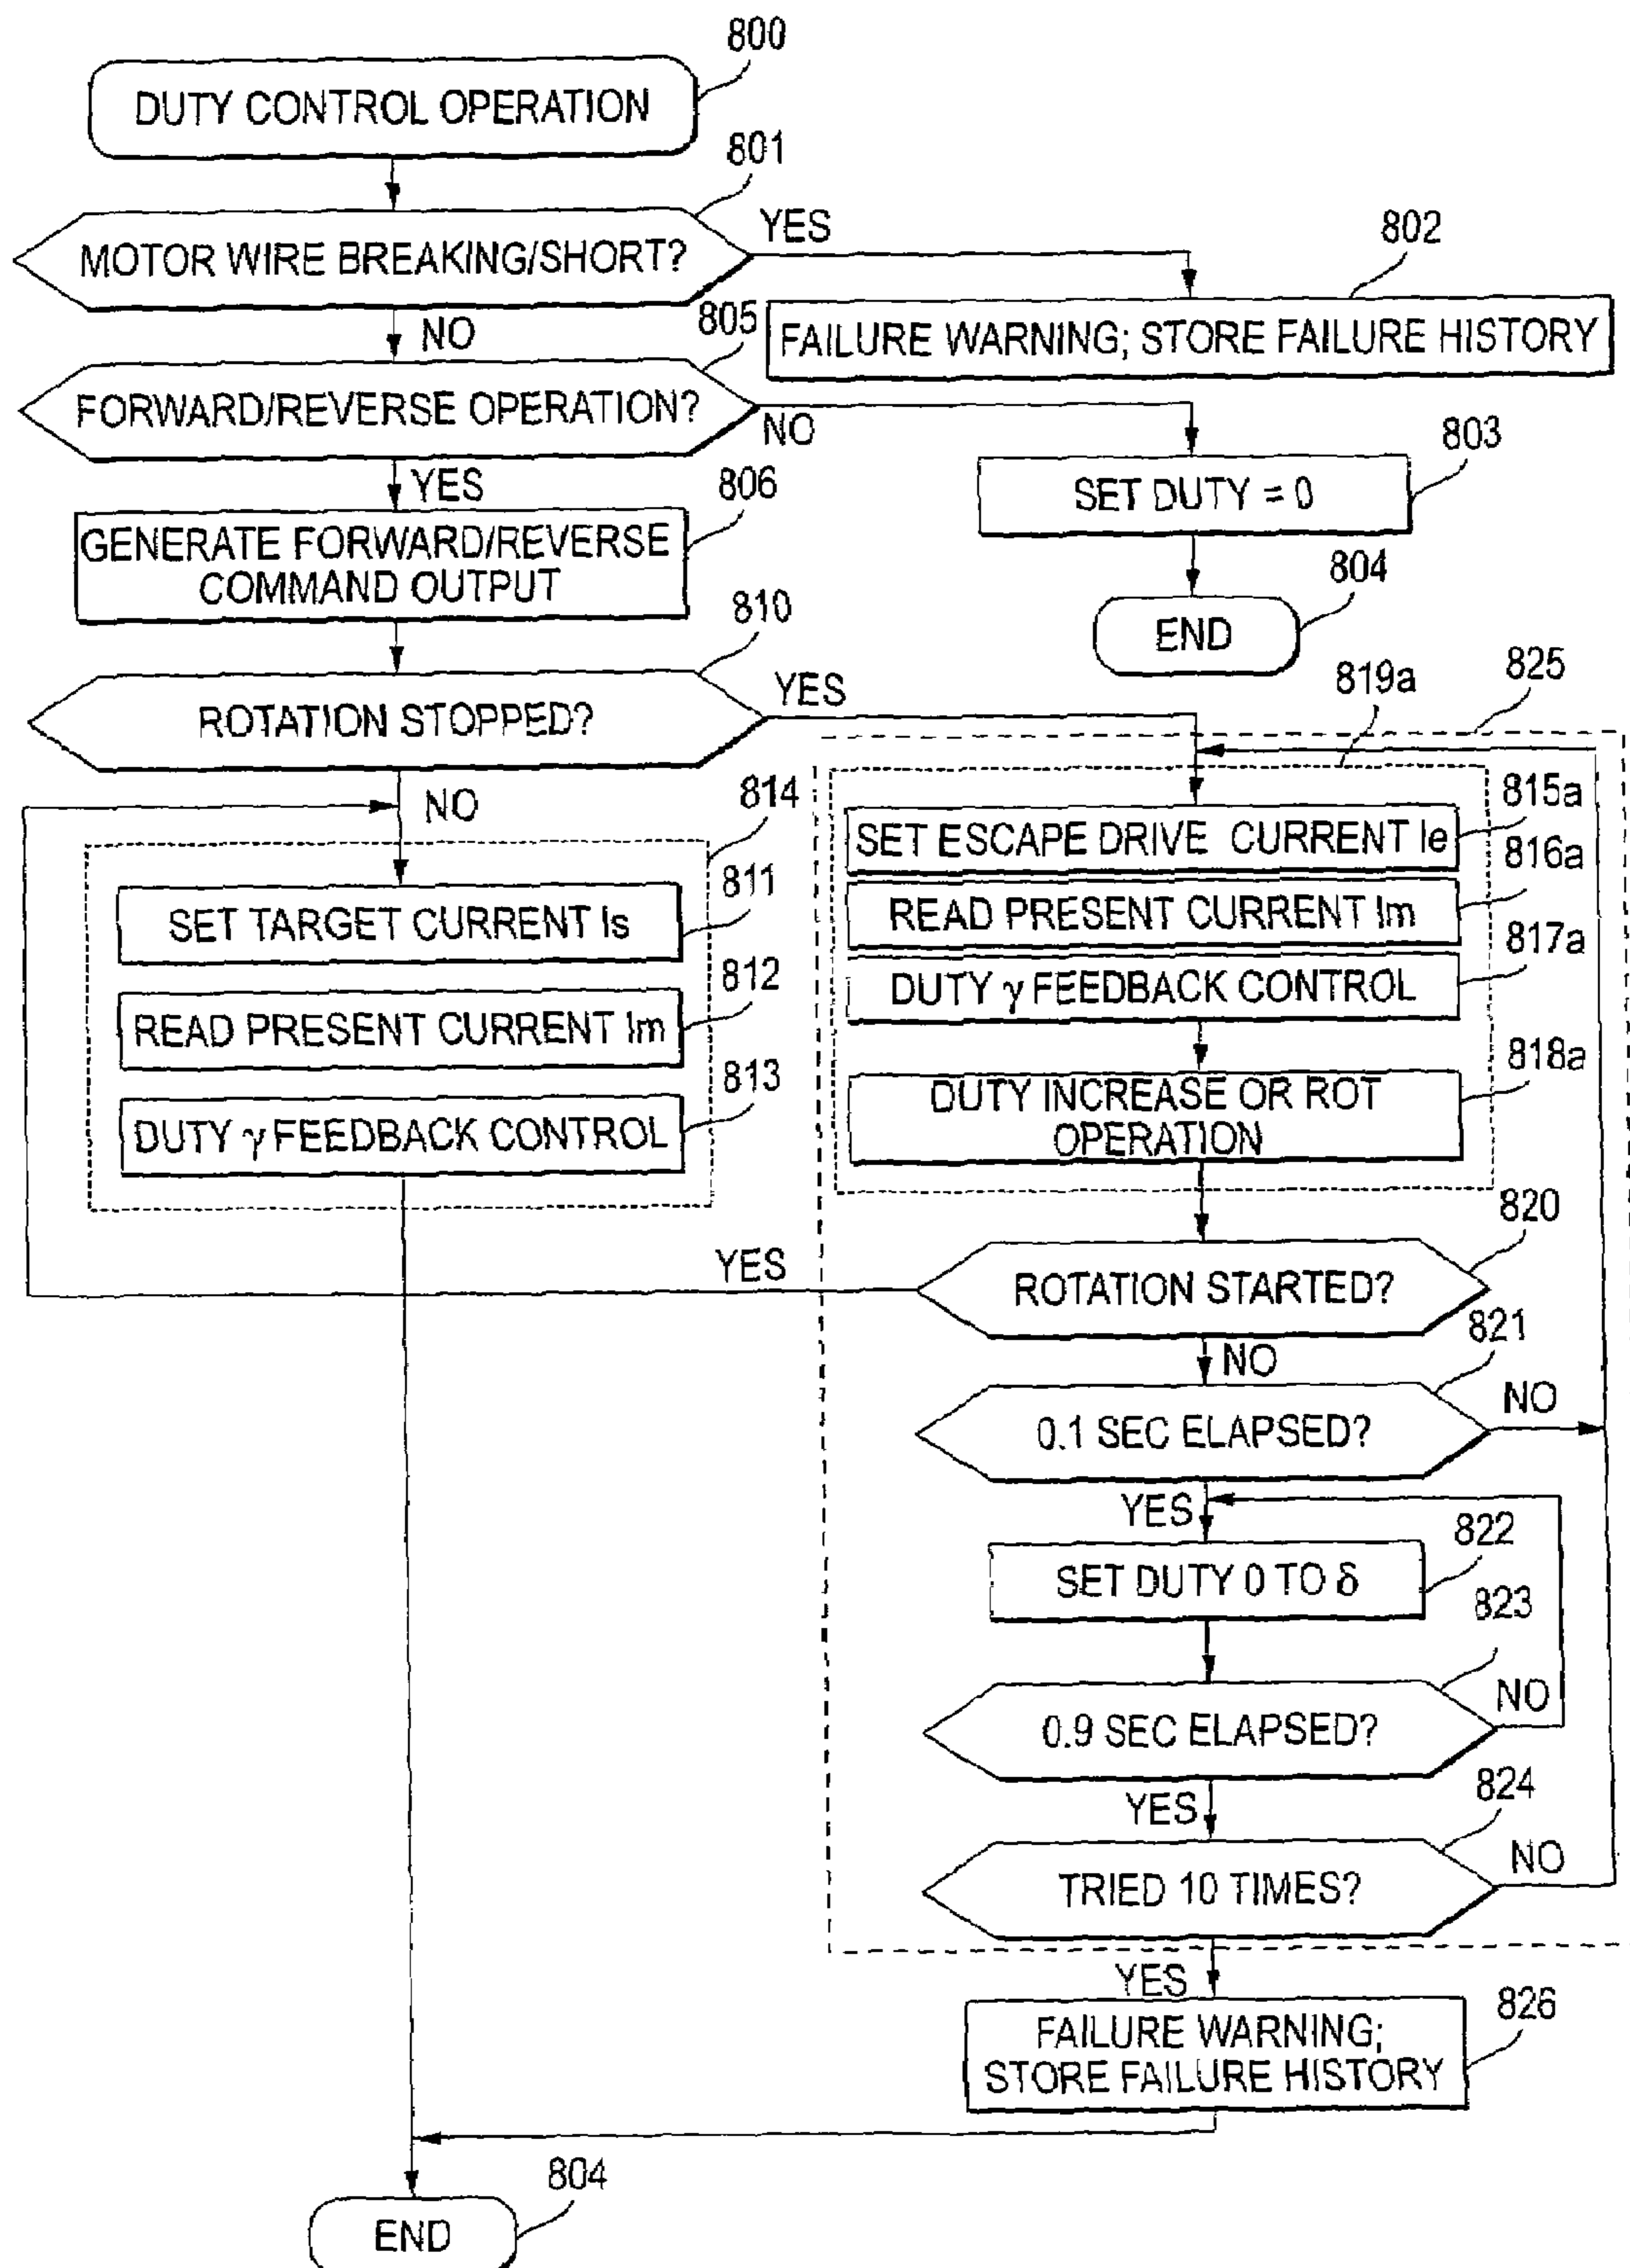 800
DUTY CONTROL OPERATION
801
MOTOR WIRE BREAKING/SHORT?
YES
802
NO
805
FAILURE WARNING; STORE FAILURE HISTORY
FORWARD/REVERSE OPERATION?
NO
803
YES
806
SET DUTY = 0
GENERATE FORWARD/REVERSE
COMMAND OUTPUT
804
810
END
825
819a
YES
ROTATION STOPPED?
NO
814
815a
SET ESCAPE DRIVE CURRENT Ie
816a
811
READ PRESENT CURRENT Im
SET TARGET CURRENT Is
817a
812
DUTY γ FEEDBACK CONTROL
READ PRESENT CURRENT Im
818a
813
DUTY INCREASE OR ROT
OPERATION
DUTY γ FEEDBACK CONTROL
820
YES
ROTATION STARTED?
821
NO
NO
0.1 SEC ELAPSED?
YES
822
SET DUTY 0 TO δ
823
NO
0.9 SEC ELAPSED?
824
YES
NO
TRIED 10 TIMES?
YES
826
FAILURE WARNING;
STORE FAILURE HISTORY
804
END